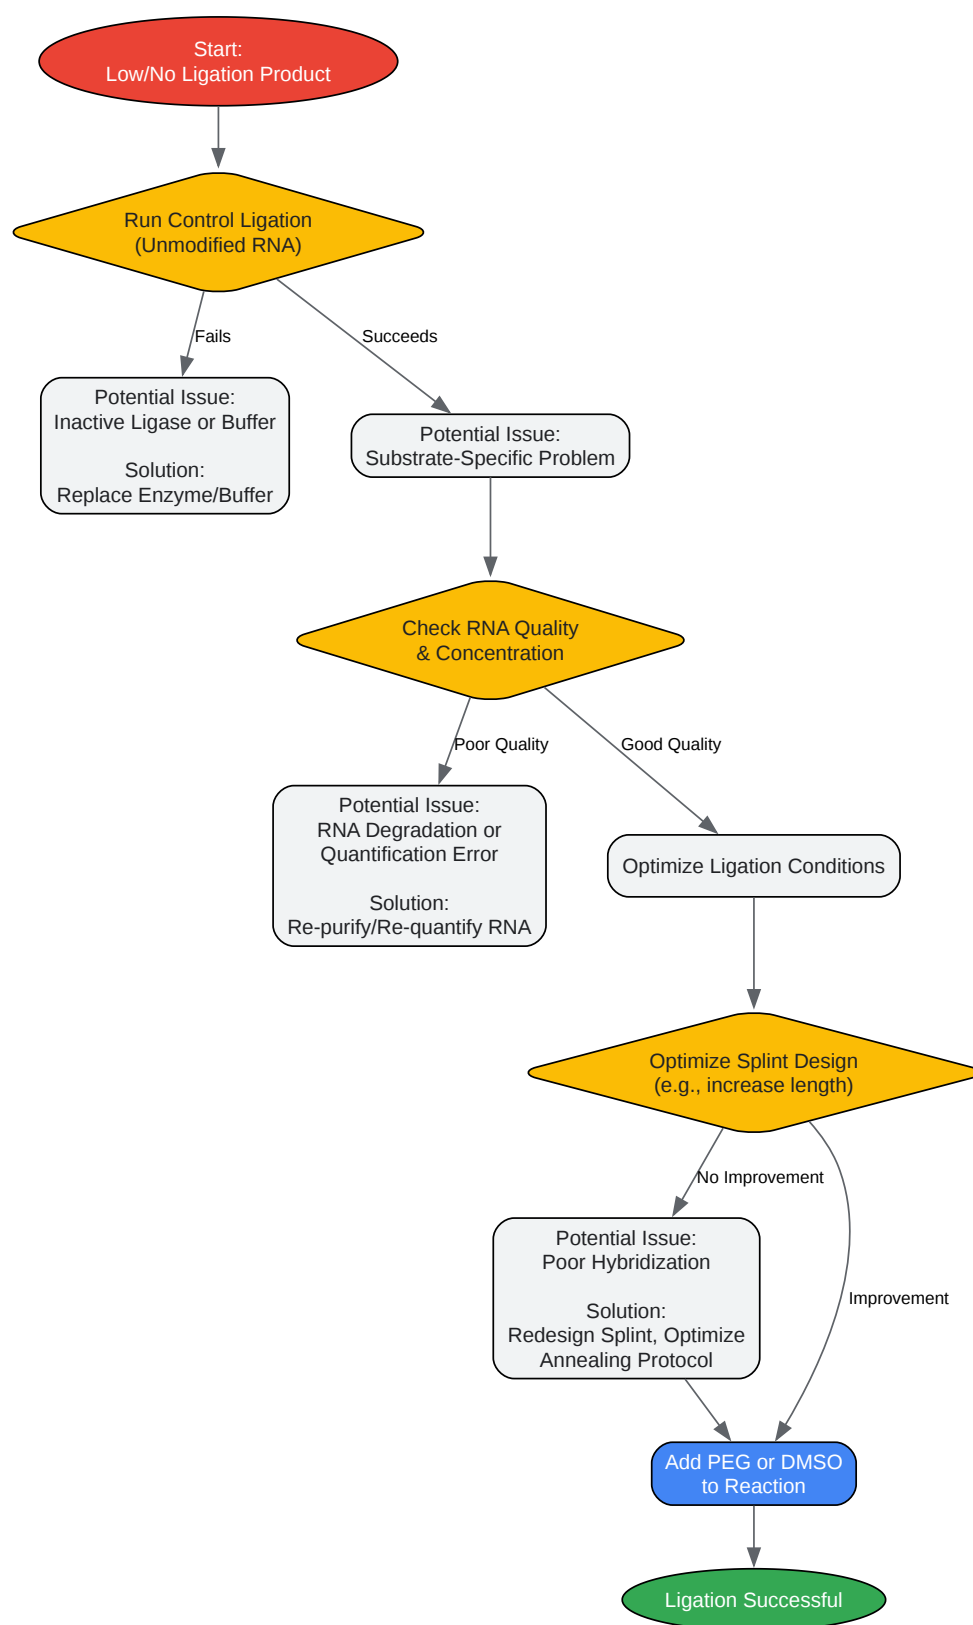 Start:
Low/No Ligation Product
Run Control Ligation
(Unmodified RNA)
Fails
Succeeds
Potential Issue:
Inactive Ligase or Buffer
Solution:
Replace Enzyme/Buffer
Potential Issue:
Substrate-Specific Problem
Check RNA Quality
& Concentration
Poor Quality
Good Quality
Potential Issue:
RNA Degradation or
Quantification Error
Solution:
Re-purify/Re-quantify RNA
Optimize Ligation Conditions
Optimize Splint Design
(e.g., increase length)
No Improvement
Potential Issue:
Poor Hybridization
Solution:
Redesign Splint, Optimize
Annealing Protocol
Improvement
Add PEG or DMSO
to Reaction
Ligation Successful